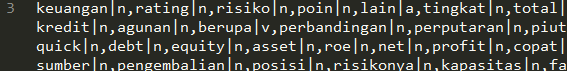 3 keuangan|n,rating|n,risiko|n,poin|n,lain|a,tingkat|n,total|
kredit|n,agunan|n,berupa|v,perbandingan|n,perputaran|n,piut
quick|n,debt|n,equity|n,asset|n,roe|n,net|n,profit|n,copat|
sumber|n,pengembalian|n,posisi|n,risikonya|n,kapasitas|n,fa